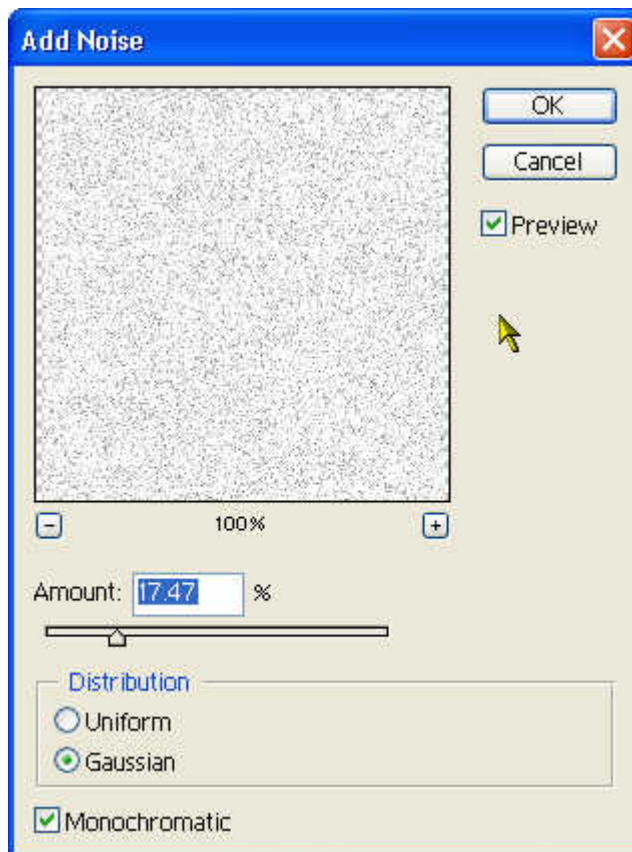 Add Noise
OK
Cancel
Preview
- 100% +
Amount: 17.47 %
Distribution
Uniform
Gaussian
Monochromatic